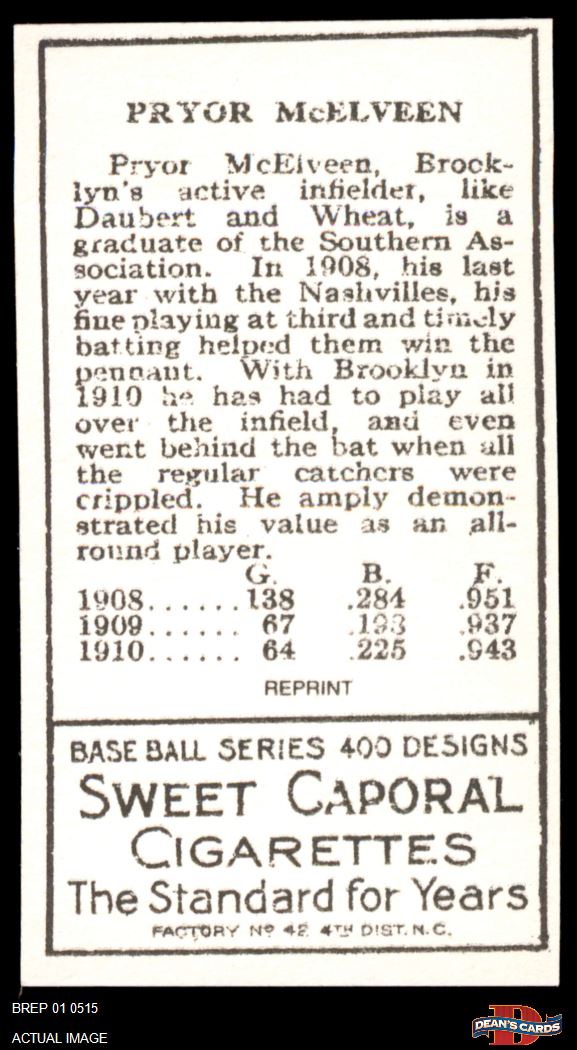 PRYOR McELVEEN
Pryor McElveen, Brook-
lyn's active infielder, like
Daubert and Wheat, is a
graduate of the Southern As-
sociation. In 1908, his last
year with the Nashvilles, his
fine playing at third and timely
batting helped them win the
pennant. With Brooklyn in
1910 he has had to play all
over the infield, and even
went behind the bat when all
the regular catchers were
crippled. He amply demon-
strated his value as an all-
round player.
G. B. F.
1908......138 .284 .951
1909...... 67 .198 .937
1910...... 64 .225 .943
REPRINT
BASE BALL SERIES 400 DESIGNS
SWEET CAPORAL
CIGARETTES
The Standard for Years
FACTORY No 42 4TH DIST. N.C.
BREP 01 0515
ACTUAL IMAGE
D
DEAN'S CARDS